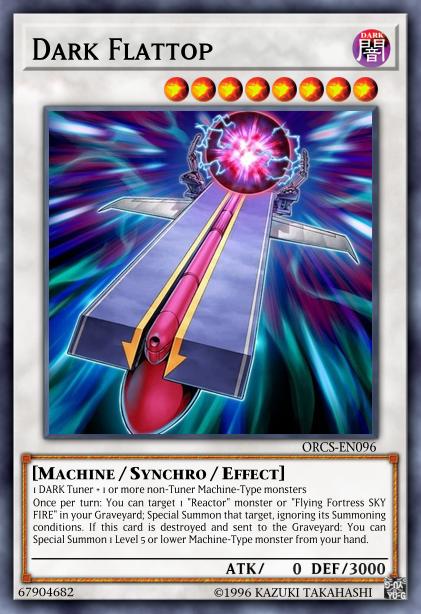 DARK FLATTOP
DARK
闇
ORCS-EN096
[MACHINE / SYNCHRO / EFFECT]
1 DARK Tuner + 1 or more non-Tuner Machine-Type monsters
Once per turn: You can target 1 "Reactor" monster or "Flying Fortress SKY
FIRE" in your Graveyard; Special Summon that target, ignoring its Summoning
conditions. If this card is destroyed and sent to the Graveyard: You can
Special Summon 1 Level 5 or lower Machine-Type monster from your hand.
ATK/ 0 DEF/3000
67904682 ©1996 KAZUKI TAKAHASHI